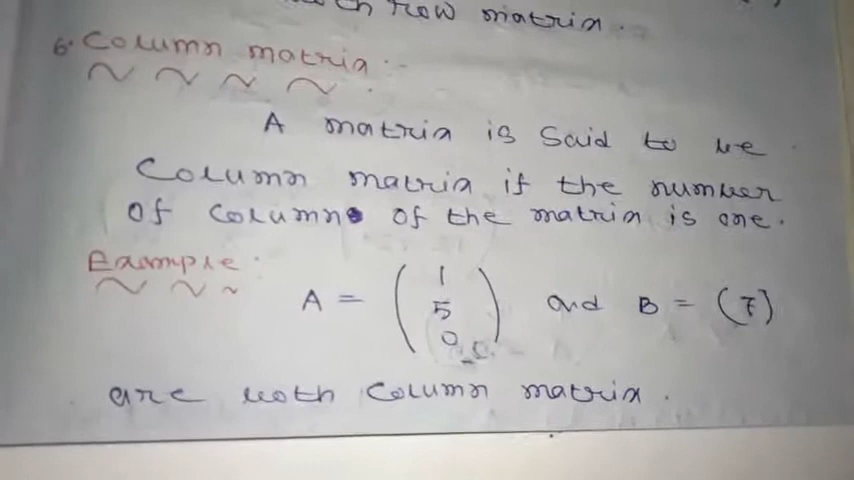 both row matrix.
6. Column matrix :-
A matrix is said to be
Column matrix if the number
of columns of the matrix is one.
Example :
A = ( 1 5 0 ) and B = (7)
are both column matrix.